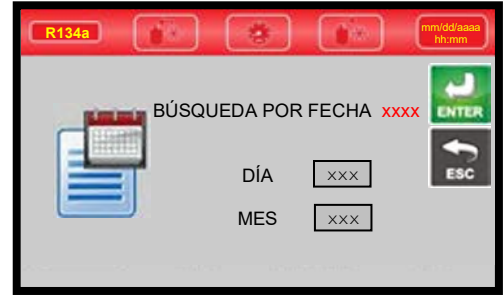 R134a
mm/dd/aaaa
hh:mm
BÚSQUEDA POR FECHA xxxx
ENTER
ESC
DÍA xxx
MES xxx